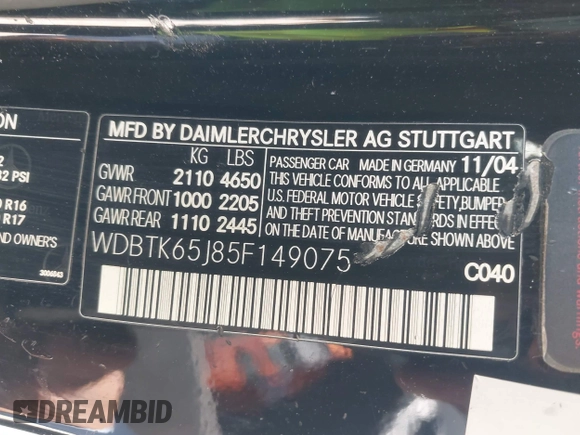 MFD BY DAIMLERCHRYSLER AG STUTTGART
KG LBS
GVWR 2110 4650
GAWR FRONT 1000 2205
GAWR REAR 1110 2445
PASSENGER CAR MADE IN GERMANY 11/04
THIS VEHICLE CONFORMS TO ALL APPLICABLE
U.S. FEDERAL MOTOR VEHICLE SAFETY, BUMPER
AND THEFT PREVENTION STANDARDS IN EFFECT
ON THE DATE OF MANUFACTURE SHOWN ABOVE.
WDBTK65J85F149075
C040
ON
2
32 PSI
R16
R17
AND OWNER'S
DREAMBID